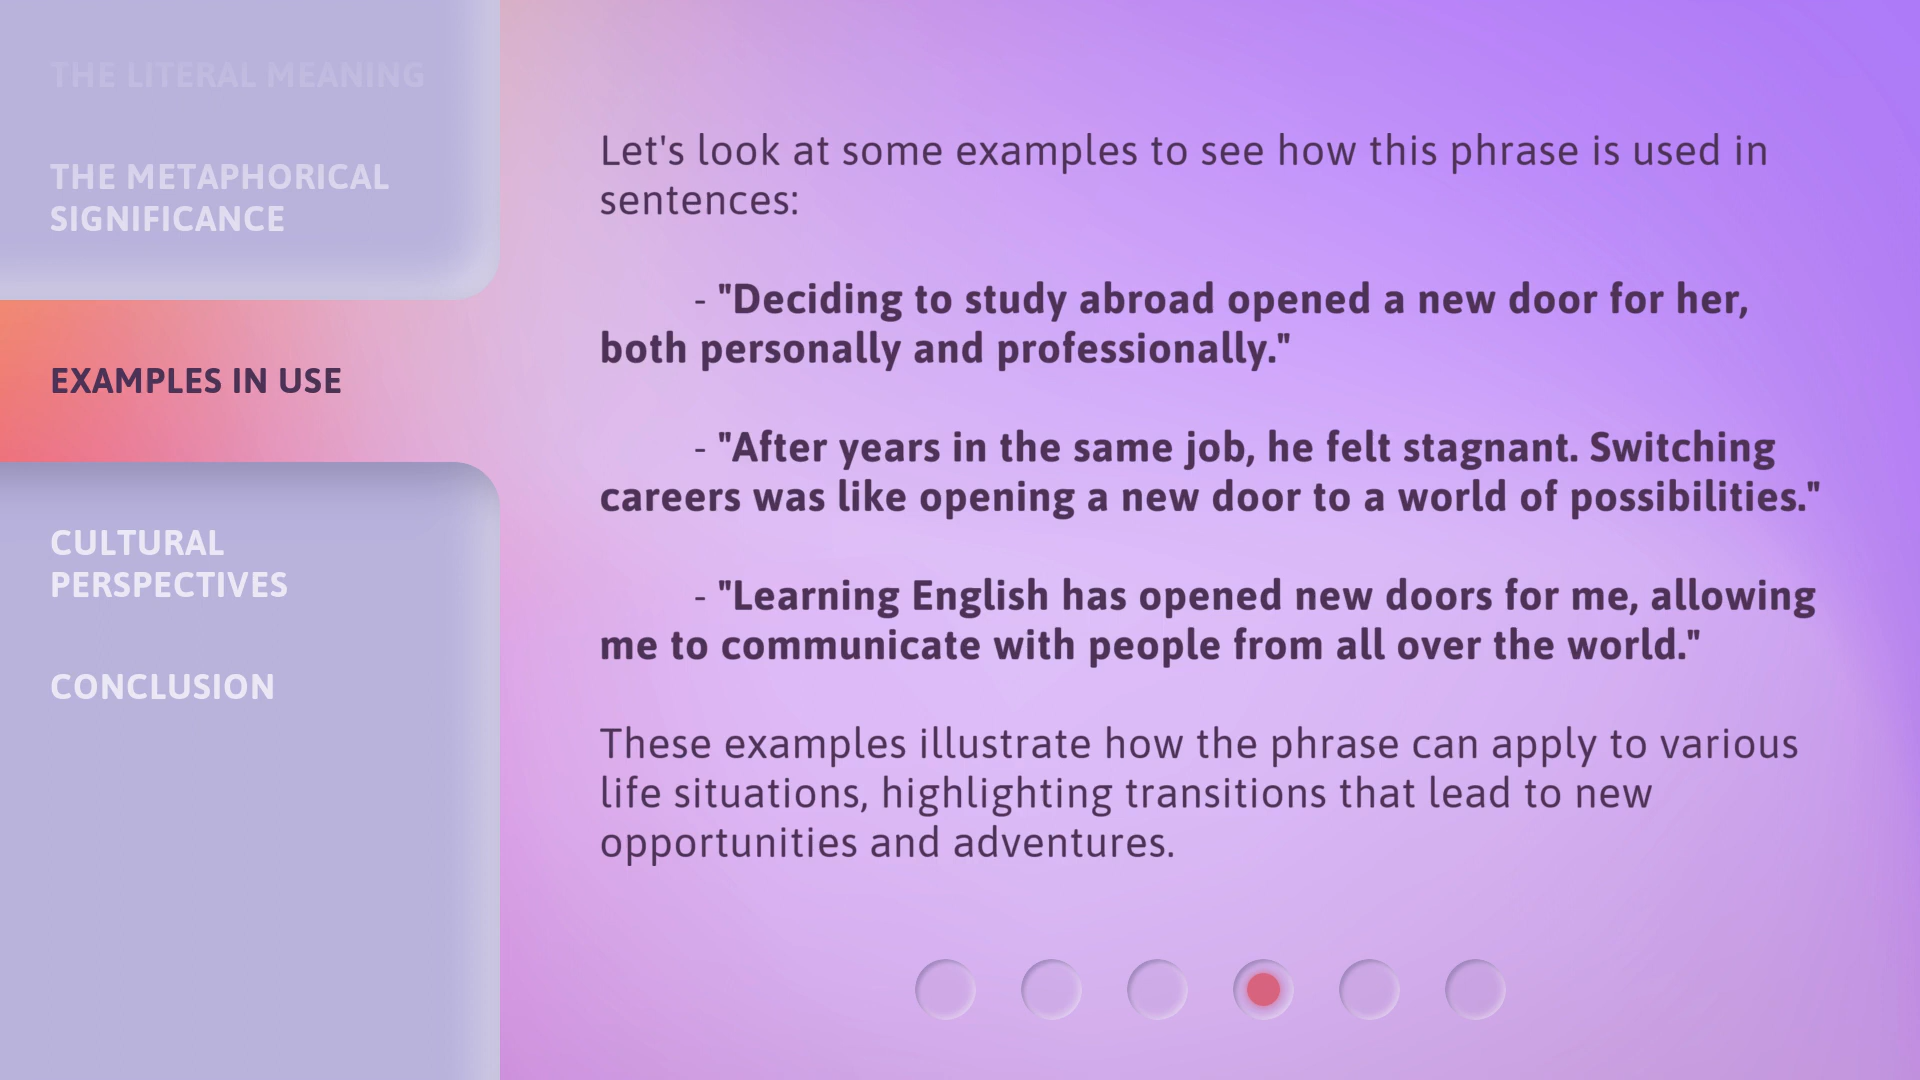 THE LITERAL MEANING
THE METAPHORICAL
SIGNIFICANCE
EXAMPLES IN USE
CULTURAL
PERSPECTIVES
CONCLUSION
Let's look at some examples to see how this phrase is used in
sentences:
- "Deciding to study abroad opened a new door for her,
both personally and professionally."
- "After years in the same job, he felt stagnant. Switching
careers was like opening a new door to a world of possibilities."
- "Learning English has opened new doors for me, allowing
me to communicate with people from all over the world."
These examples illustrate how the phrase can apply to various
life situations, highlighting transitions that lead to new
opportunities and adventures.